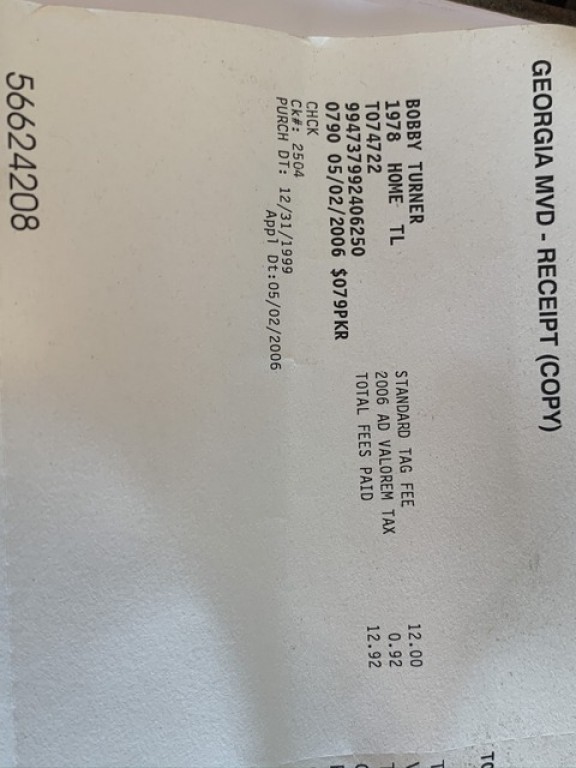 GEORGIA MVD - RECEIPT (COPY)
BOBBY TURNER
1978 HOME TL
T074722
994737992406250
0790 05/02/2006 $079PKR
CHCK
Ck#: 2504
PURCH DT: 12/31/1999
Appl Dt:05/02/2006
STANDARD TAG FEE 12.00
2006 AD VALOREM TAX 0.92
TOTAL FEES PAID 12.92
56624208